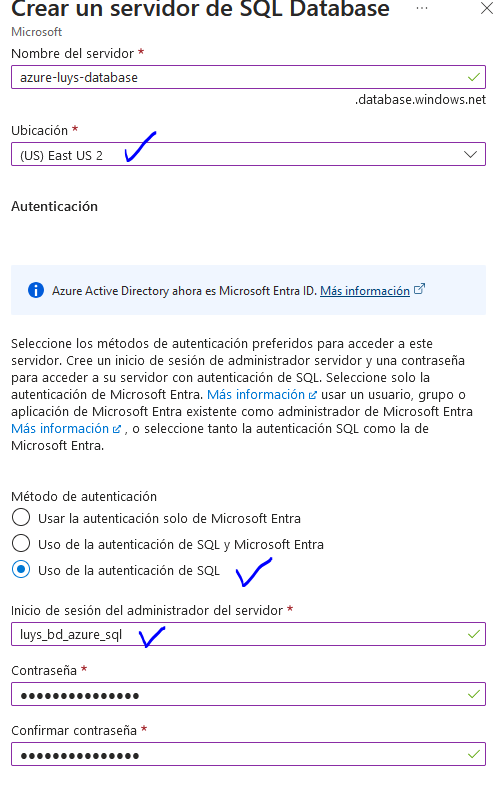 Crear un servidor de SQL Database ...
Microsoft
Nombre del servidor *
azure-luys-database
.database.windows.net
Ubicación *
(US) East US 2
Autenticación
Azure Active Directory ahora es Microsoft Entra ID. Más información
Seleccione los métodos de autenticación preferidos para acceder a este
servidor. Cree un inicio de sesión de administrador servidor y una contraseña
para acceder a su servidor con autenticación de SQL. Seleccione solo la
autenticación de Microsoft Entra. Más información usar un usuario, grupo o
aplicación de Microsoft Entra existente como administrador de Microsoft Entra
Más información , o seleccione tanto la autenticación SQL como la de
Microsoft Entra.
Método de autenticación
Usar la autenticación solo de Microsoft Entra
Uso de la autenticación de SQL y Microsoft Entra
Uso de la autenticación de SQL
Inicio de sesión del administrador del servidor *
luys_bd_azure_sql
Contraseña *
●●●●●●●●●●●●●●●
Confirmar contraseña *
●●●●●●●●●●●●●●●